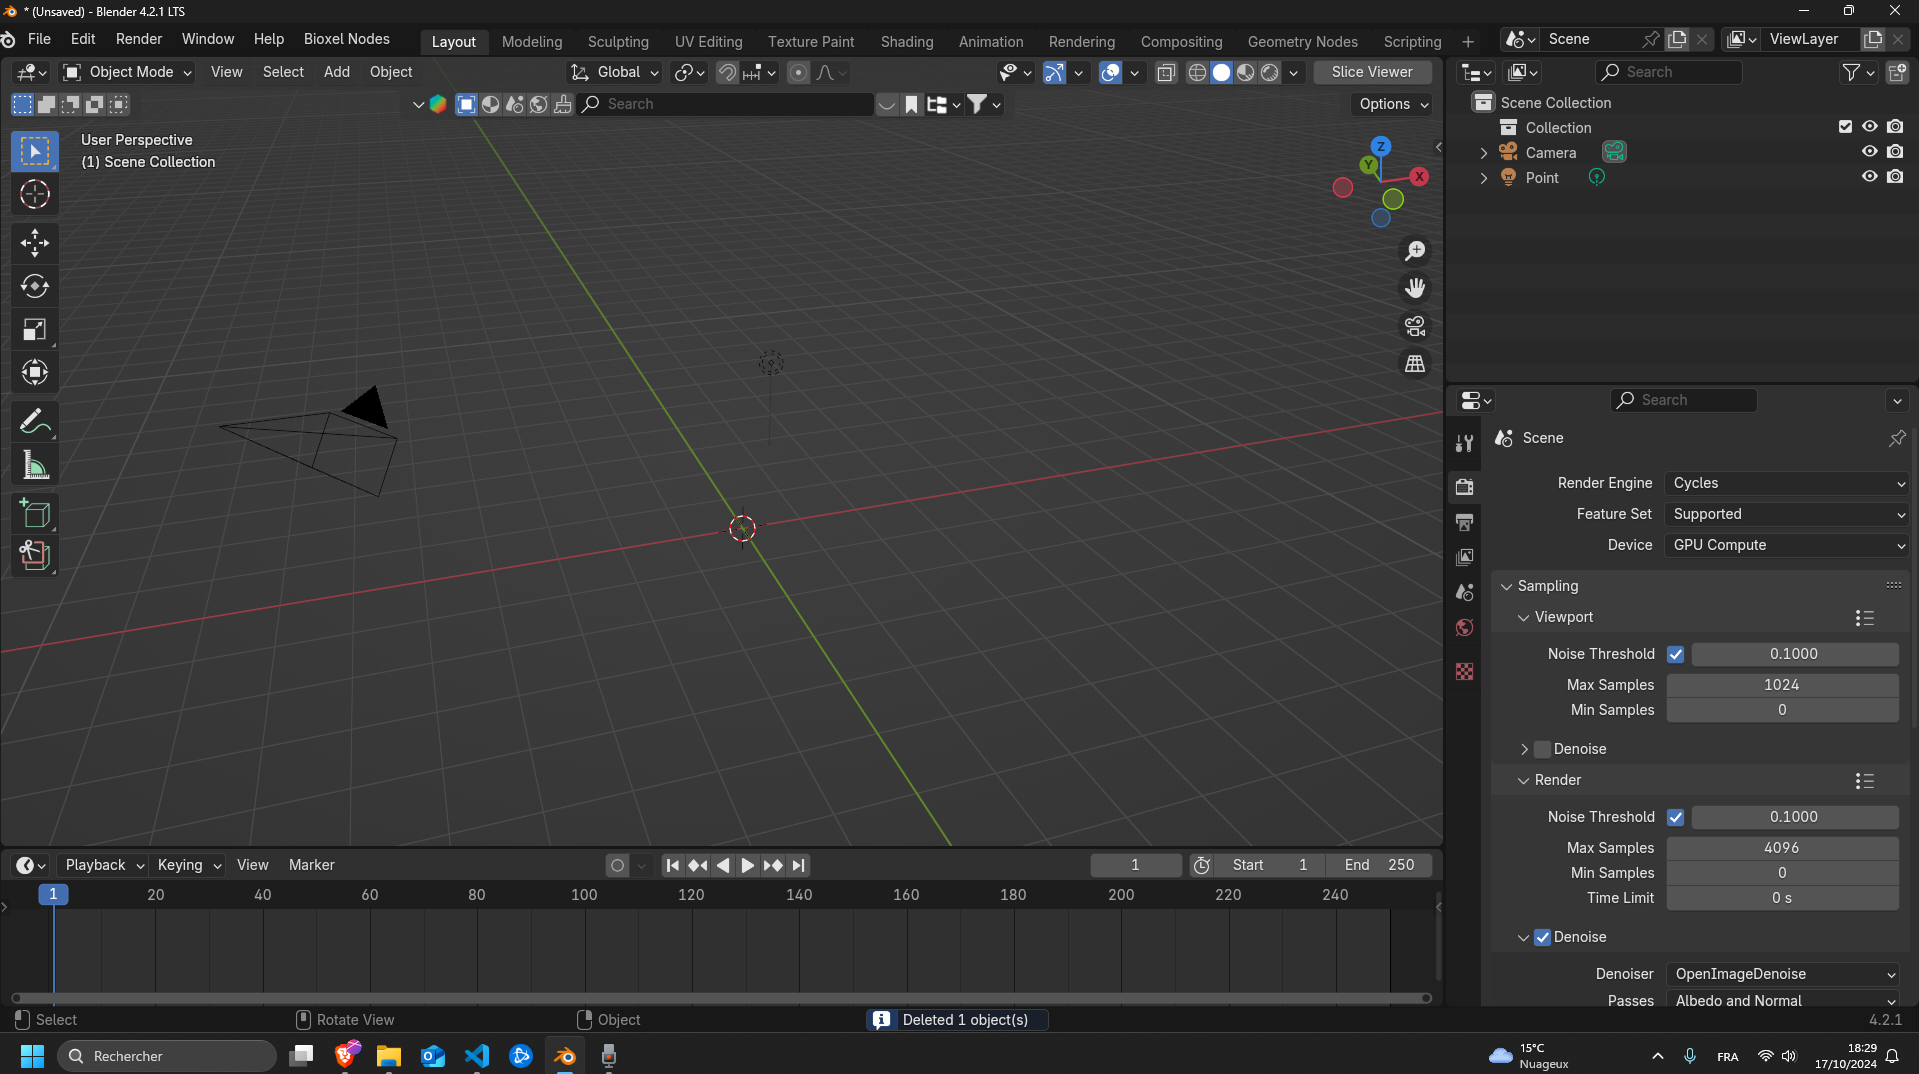 * (Unsaved) - Blender 4.2.1 LTS
File Edit Render Window Help Bioxel Nodes Layout Modeling Sculpting UV Editing Texture Paint Shading Animation Rendering Compositing Geometry Nodes Scripting + Scene ViewLayer
Object Mode View Select Add Object Global Slice Viewer Search
Search Options
User Perspective
(1) Scene Collection
Z
Y
X
Scene Collection
Collection
Camera
Point
Search
Scene
Render Engine Cycles
Feature Set Supported
Device GPU Compute
Sampling
Viewport
Noise Threshold 0.1000
Max Samples 1024
Min Samples 0
Denoise
Render
Noise Threshold 0.1000
Max Samples 4096
Min Samples 0
Time Limit 0 s
Denoise
Denoiser OpenImageDenoise
Passes Albedo and Normal
Playback Keying View Marker 1 Start 1 End 250
1 20 40 60 80 100 120 140 160 180 200 220 240
Select Rotate View Object Deleted 1 object(s) 4.2.1
Rechercher
15°C
Nuageux
FRA
18:29
17/10/2024